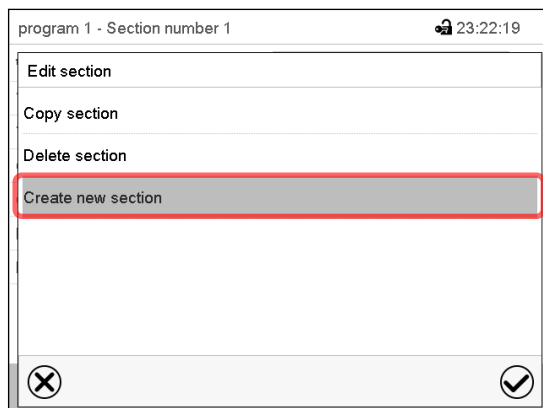 program 1 - Section number 1 23:22:19
Edit section
Copy section
Delete section
Create new section